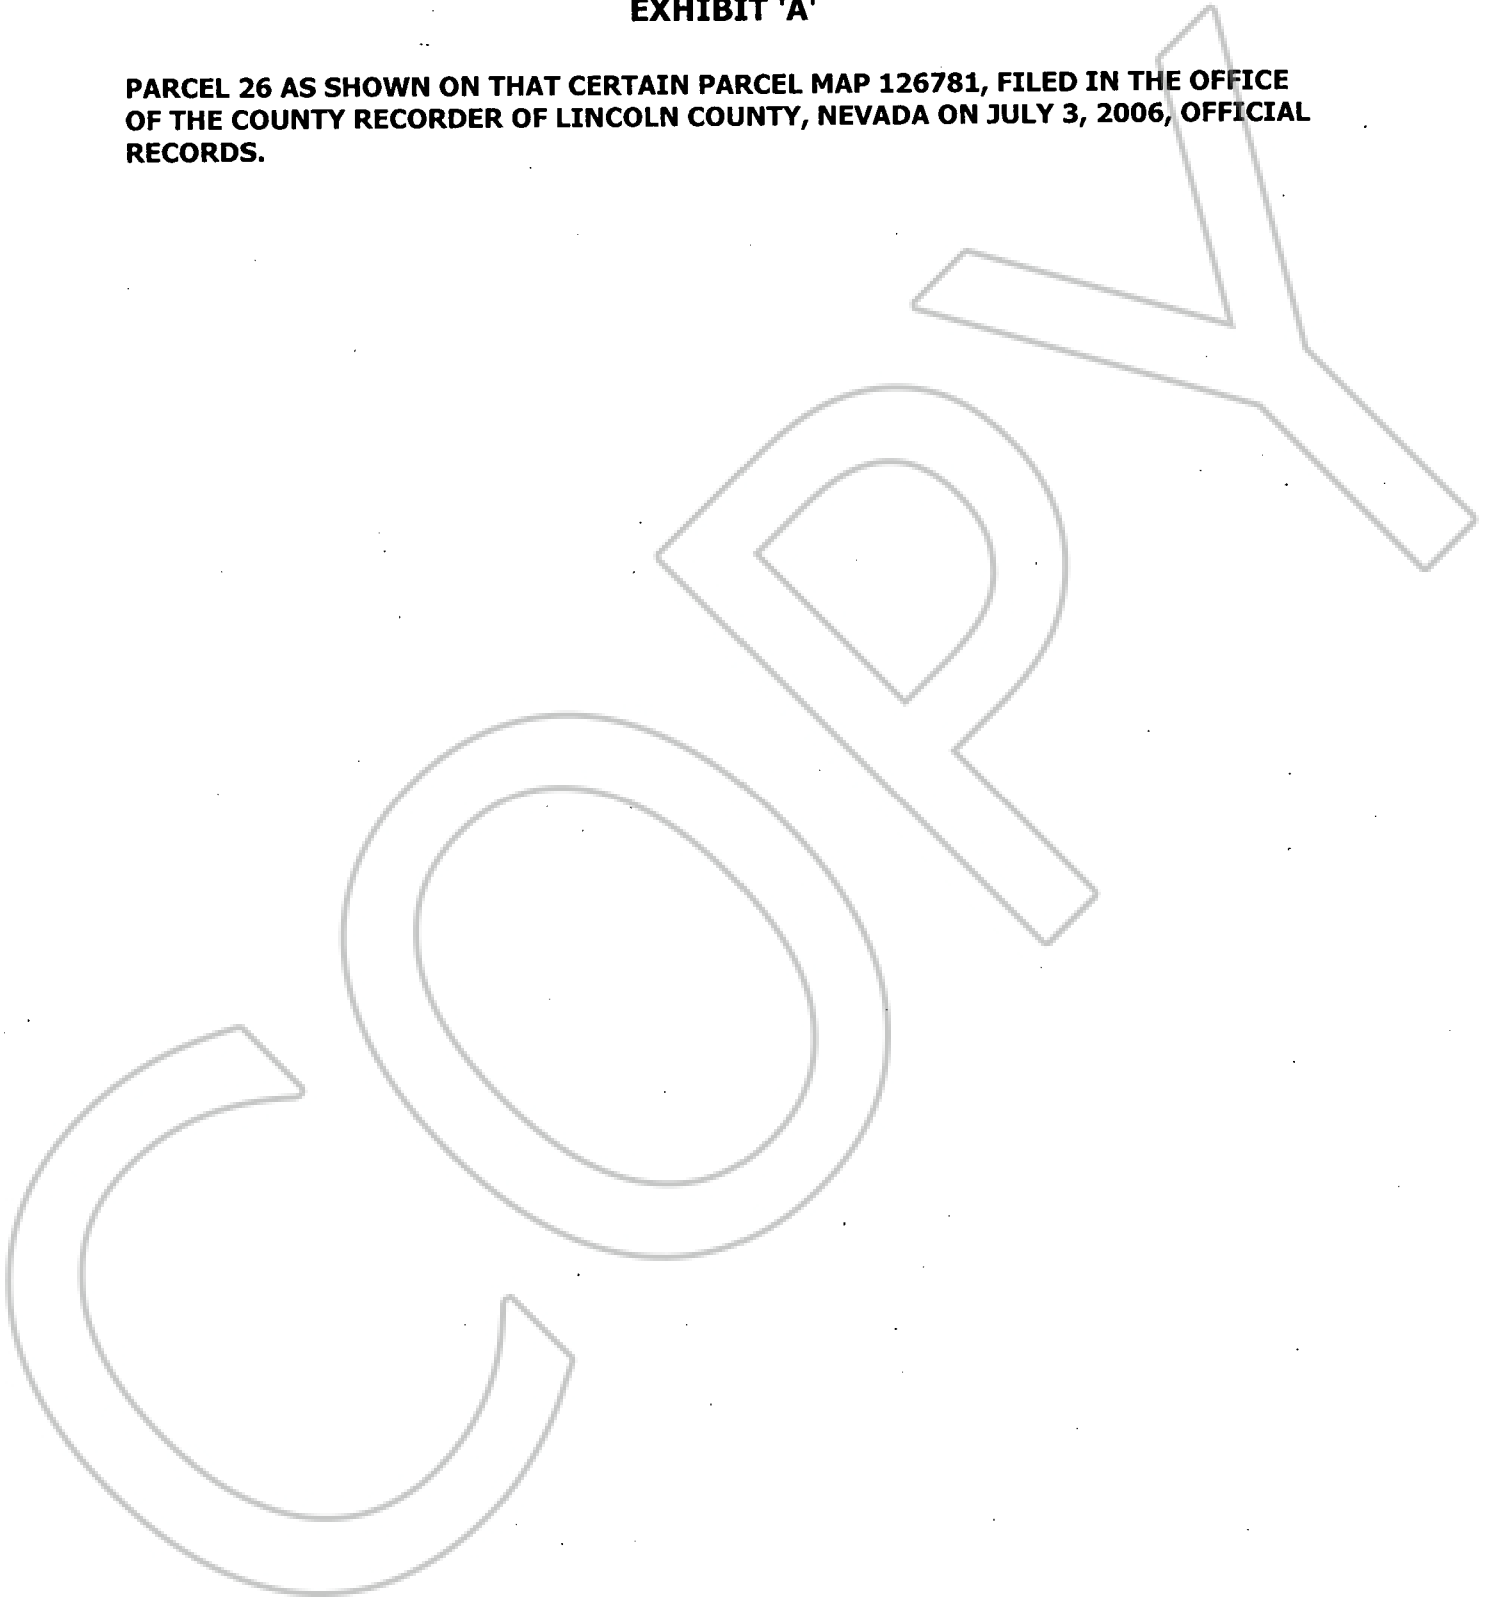 EXHIBIT 'A'
PARCEL 26 AS SHOWN ON THAT CERTAIN PARCEL MAP 126781, FILED IN THE OFFICE
OF THE COUNTY RECORDER OF LINCOLN COUNTY, NEVADA ON JULY 3, 2006, OFFICIAL
RECORDS.
COPY